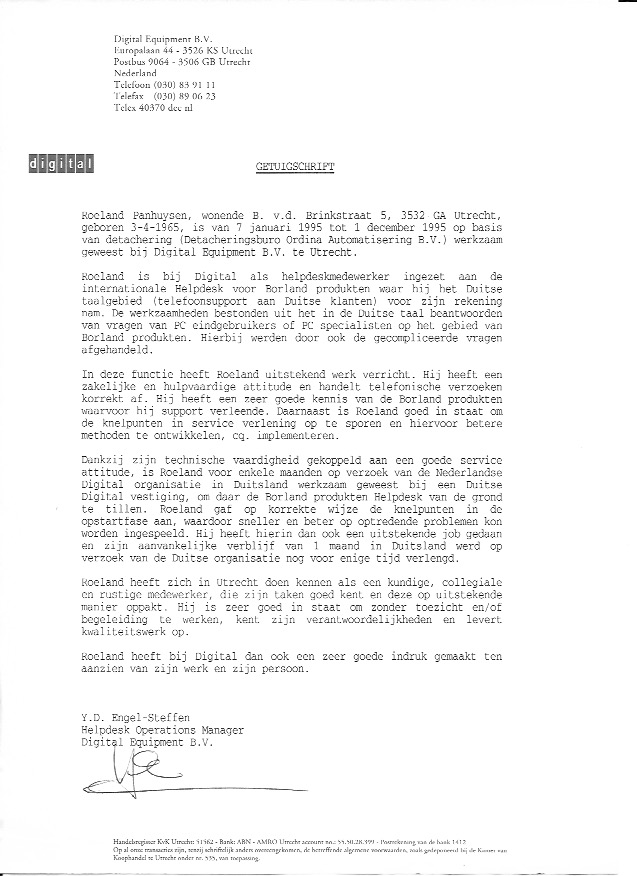 Digital Equipment B.V.
Europalaan 44 - 3526 KS Utrecht
Postbus 9064 - 3506 GB Utrecht
Nederland
Telefoon (030) 83 91 11
Telefax (030) 89 06 23
Telex 40370 dec nl
digital
GETUIGSCHRIFT
Roeland Panhuysen, wonende B. v.d. Brinkstraat 5, 3532 GA Utrecht,
geboren 3-4-1965, is van 7 januari 1995 tot 1 december 1995 op basis
van detachering (Detacheringsburo Ordina Automatisering B.V.) werkzaam
geweest bij Digital Equipment B.V. te Utrecht.
Roeland is bij Digital als helpdeskmedewerker ingezet aan de
internationale Helpdesk voor Borland produkten waar hij het Duitse
taalgebied (telefoonsupport aan Duitse klanten) voor zijn rekening
nam. De werkzaamheden bestonden uit het in de Duitse taal beantwoorden
van vragen van PC eindgebruikers of PC specialisten op het gebied van
Borland produkten. Hierbij werden door ook de gecompliceerde vragen
afgehandeld.
In deze functie heeft Roeland uitstekend werk verricht. Hij heeft een
zakelijke en hulpvaardige attitude en handelt telefonische verzoeken
korrekt af. Hij heeft een zeer goede kennis van de Borland produkten
waarvoor hij support verleende. Daarnaast is Roeland goed in staat om
de knelpunten in service verlening op te sporen en hiervoor betere
methoden te ontwikkelen, cq. implementeren.
Dankzij zijn technische vaardigheid gekoppeld aan een goede service
attitude, is Roeland voor enkele maanden op verzoek van de Nederlandse
Digital organisatie in Duitsland werkzaam geweest bij een Duitse
Digital vestiging, om daar de Borland produkten Helpdesk van de grond
te tillen. Roeland gaf op korrekte wijze de knelpunten in de
opstartfase aan, waardoor sneller en beter op optredende problemen kon
worden ingespeeld. Hij heeft hierin dan ook een uitstekende job gedaan
en zijn aanvankelijke verblijf van 1 maand in Duitsland werd op
verzoek van de Duitse organisatie nog voor enige tijd verlengd.
Roeland heeft zich in Utrecht doen kennen als een kundige, collegiale
en rustige medewerker, die zijn taken goed kent en deze op uitstekende
manier oppakt. Hij is zeer goed in staat om zonder toezicht en/of
begeleiding te werken, kent zijn verantwoordelijkheden en levert
kwaliteitswerk op.
Roeland heeft bij Digital dan ook een zeer goede indruk gemaakt ten
aanzien van zijn werk en zijn persoon.
Y.D. Engel-Steffen
Helpdesk Operations Manager
Digital Equipment B.V.
Handelsregister KvK Utrecht: 51562 - Bank: ABN - AMRO Utrecht account no.: 55.50.28.399 - Postrekening van de bank 1412
Op al onze transacties zijn, tenzij schriftelijk anders overeengekomen, de betreffende algemene voorwaarden, zoals gedeponeerd bij de Kamer van
Koophandel te Utrecht onder nr. 535, van toepassing.